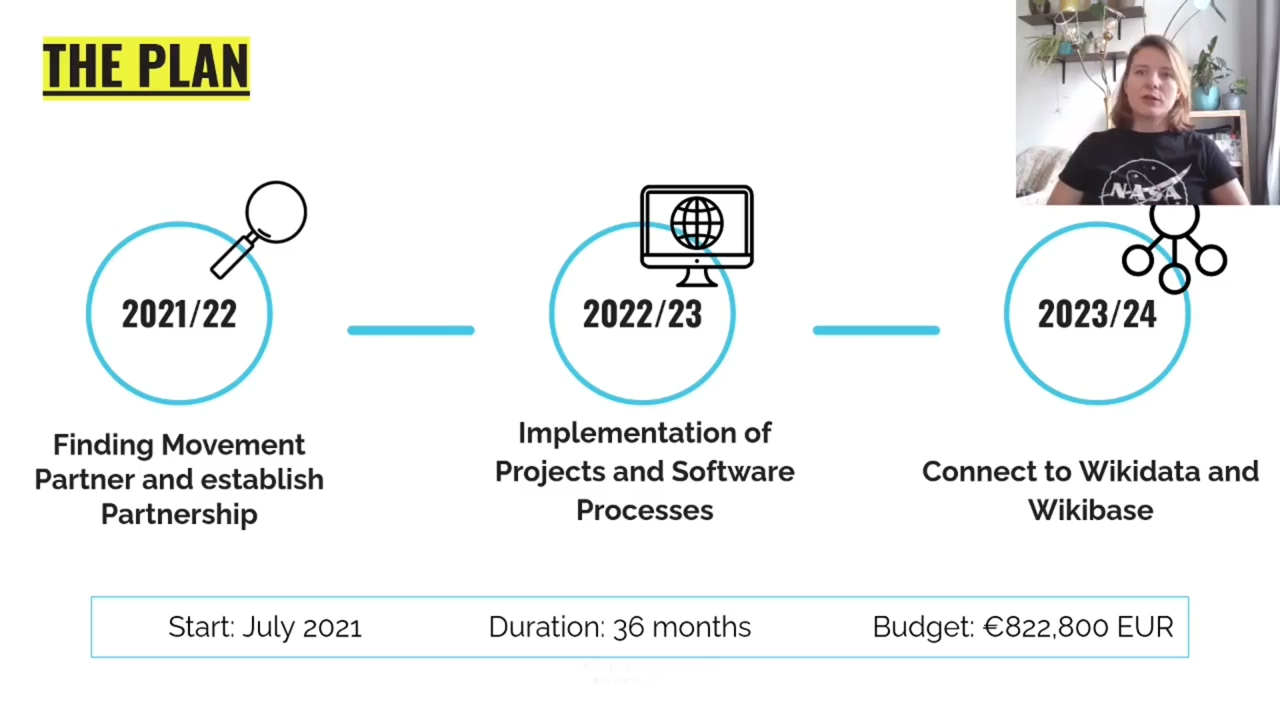 THE PLAN
NASA
2021/22
2022/23
2023/24
Finding Movement
Partner and establish
Partnership
Implementation of
Projects and Software
Processes
Connect to Wikidata and
Wikibase
Start: July 2021
Duration: 36 months
Budget: €822,800 EUR